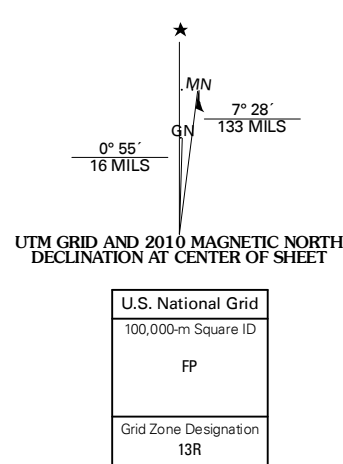 ★
MN
GN
7° 28´
133 MILS
0° 55´
16 MILS
UTM GRID AND 2010 MAGNETIC NORTH
DECLINATION AT CENTER OF SHEET
U.S. National Grid
100,000-m Square ID
FP
Grid Zone Designation
13R